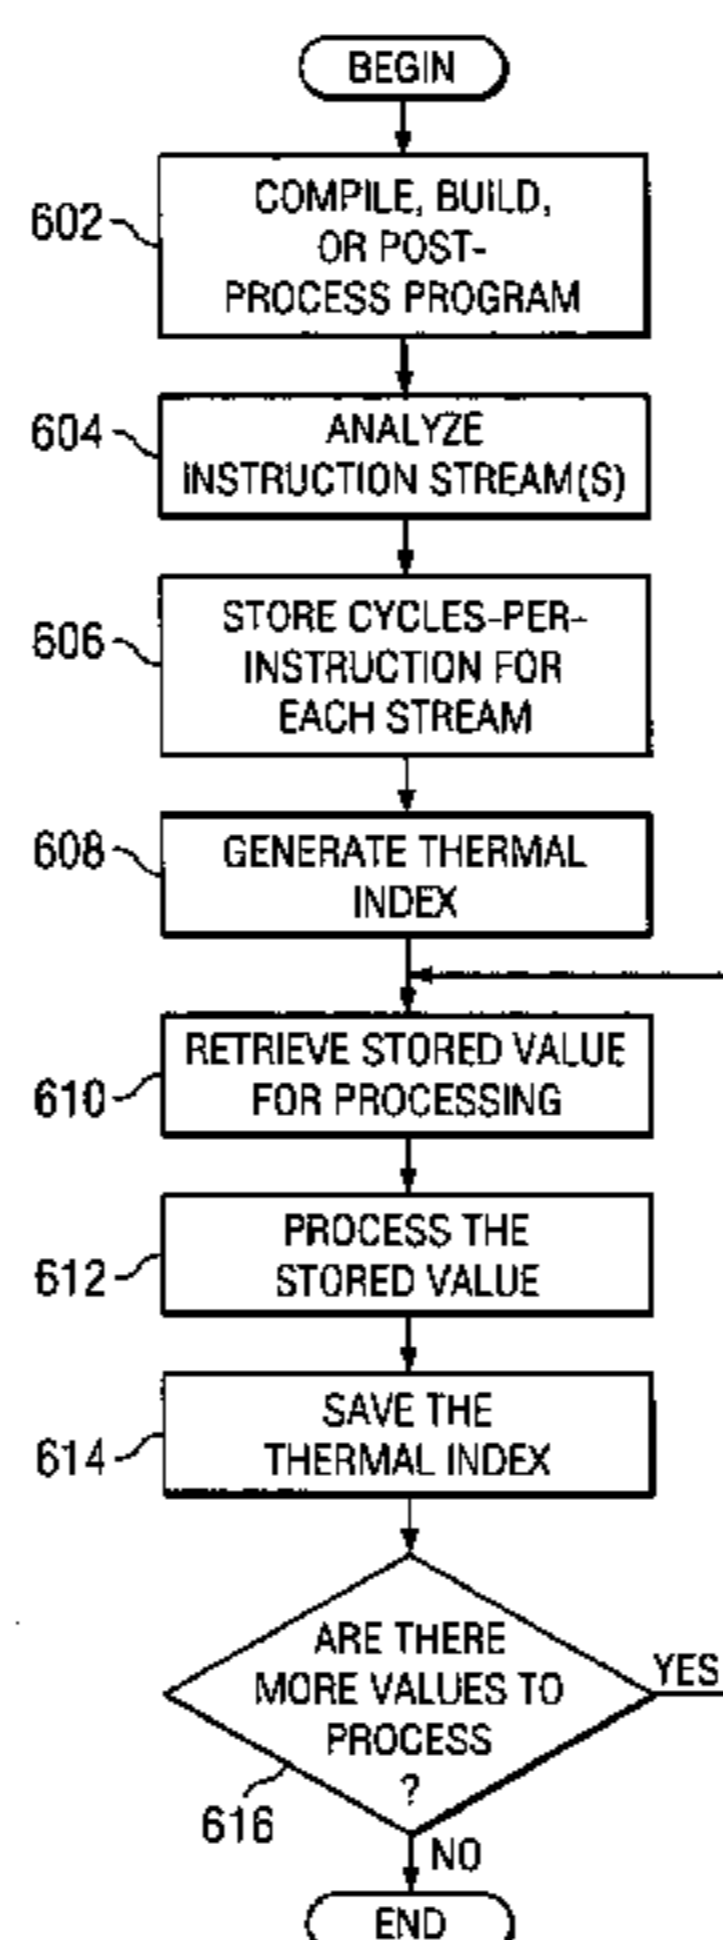 BEGIN
602
COMPILE, BUILD,
OR POST-
PROCESS PROGRAM
604
ANALYZE
INSTRUCTION STREAM(S)
606
STORE CYCLES-PER-
INSTRUCTION FOR
EACH STREAM
608
GENERATE THERMAL
INDEX
610
RETRIEVE STORED VALUE
FOR PROCESSING
612
PROCESS THE
STORED VALUE
614
SAVE THE
THERMAL INDEX
ARE THERE
MORE VALUES TO
PROCESS
?
YES
616
NO
END